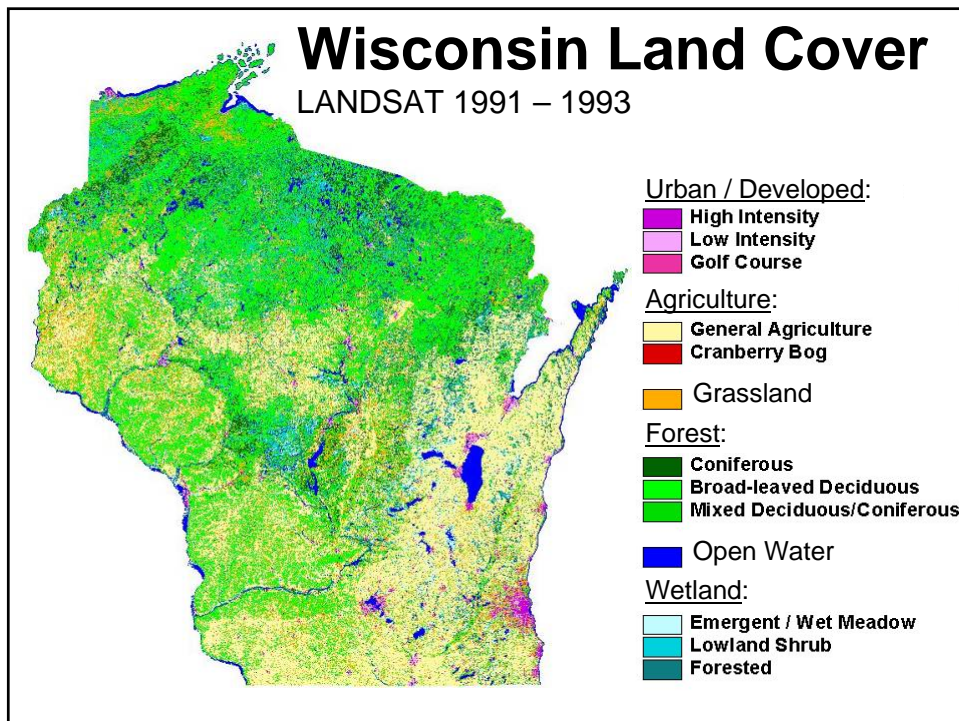 Wisconsin Land Cover
LANDSAT 1991 – 1993
Urban / Developed:
High Intensity
Low Intensity
Golf Course
Agriculture:
General Agriculture
Cranberry Bog
Grassland
Forest:
Coniferous
Broad-leaved Deciduous
Mixed Deciduous/Coniferous
Open Water
Wetland:
Emergent / Wet Meadow
Lowland Shrub
Forested